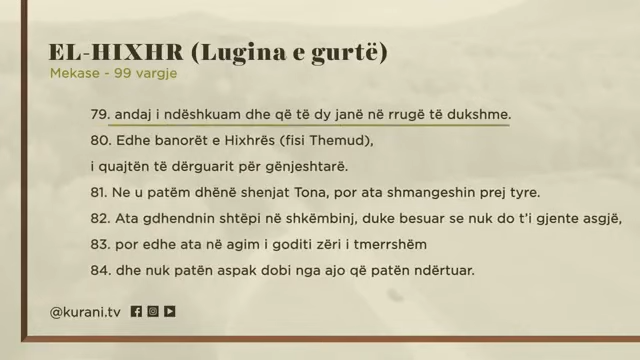 EL-HIXHR (Lugina e gurtë)
Mekase - 99 vargje
79. andaj i ndëshkuam dhe që të dy janë në rrugë të dukshme.
80. Edhe banorët e Hixhrës (fisi Themud),
i quajtën të dërguarit për gënjeshtarë.
81. Ne u patëm dhënë shenjat Tona, por ata shmangeshin prej tyre.
82. Ata gdhendnin shtëpi në shkëmbinj, duke besuar se nuk do t'i gjente asgjë,
83. por edhe ata në agim i goditi zëri i tmerrshëm
84. dhe nuk patën aspak dobi nga ajo që patën ndërtuar.
@kurani.tv